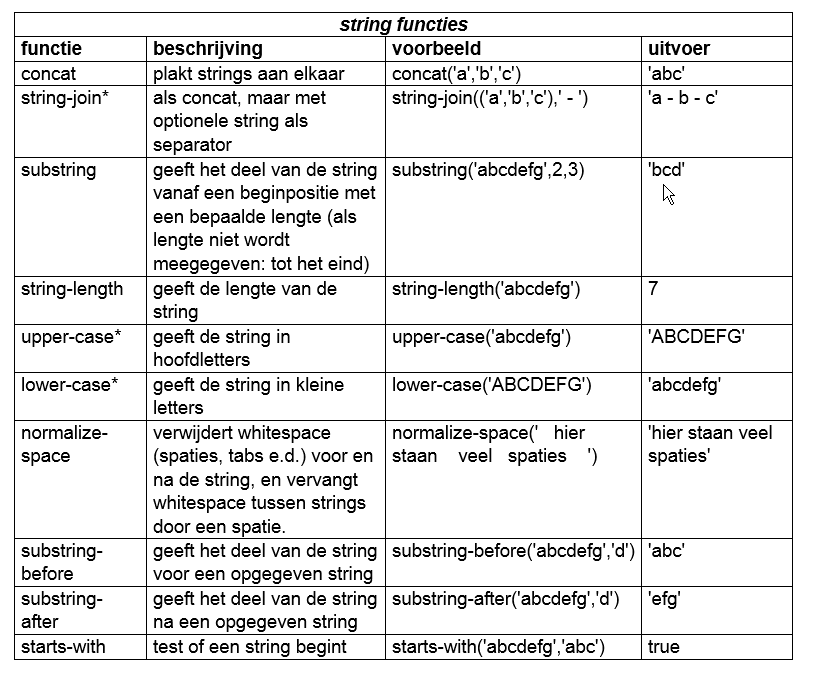 string functies
functie beschrijving voorbeeld uitvoer
concat plakt strings aan elkaar concat('a','b','c') 'abc'
string-join* als concat, maar met string-join(('a','b','c'),' - ') 'a - b - c'
optionele string als
separator
substring geeft het deel van de string substring('abcdefg',2,3) 'bcd'
vanaf een beginpositie met
een bepaalde lengte (als
lengte niet wordt
meegegeven: tot het eind)
string-length geeft de lengte van de string-length('abcdefg') 7
string
upper-case* geeft de string in upper-case('abcdefg') 'ABCDEFG'
hoofdletters
lower-case* geeft de string in kleine lower-case('ABCDEFG') 'abcdefg'
letters
normalize- verwijdert whitespace normalize-space('   hier 'hier staan veel
space (spaties, tabs e.d.) voor en staan    veel   spaties    ') spaties'
na de string, en vervangt
whitespace tussen strings
door een spatie.
substring- geeft het deel van de string substring-before('abcdefg','d') 'abc'
before voor een opgegeven string
substring- geeft het deel van de string substring-after('abcdefg','d') 'efg'
after na een opgegeven string
starts-with test of een string begint starts-with('abcdefg','abc') true